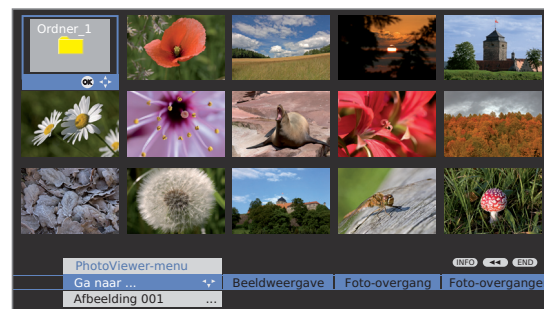 Ordner_1
OK
INFO ◄◄ END
PhotoViewer-menu
Ga naar ... Beeldweergave Foto-overgang Foto-overgange
Afbeelding 001 ...